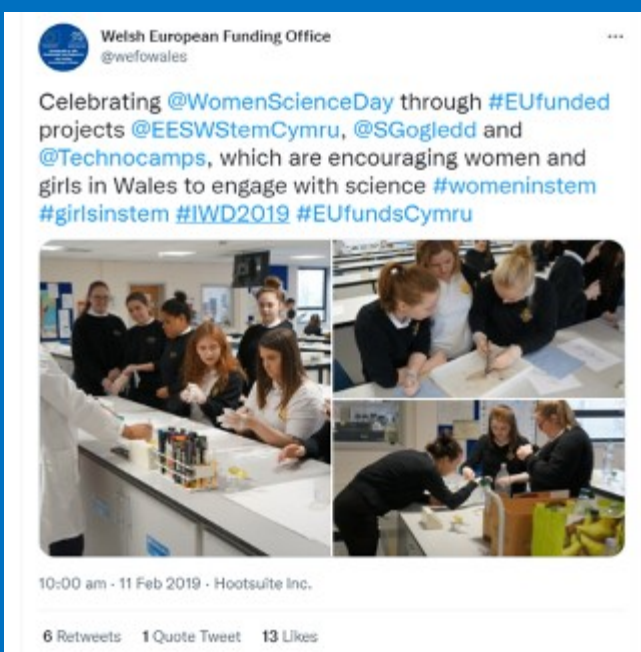 Welsh European Funding Office
@wefowales
Celebrating @WomenScienceDay through #EUfunded
projects @EESWStemCymru, @SGogledd and
@Technocamps, which are encouraging women and
girls in Wales to engage with science #womeninstem
#girlsinstem #IWD2019 #EUfundsCymru
10:00 am · 11 Feb 2019 · Hootsuite Inc.
6 Retweets 1 Quote Tweet 13 Likes